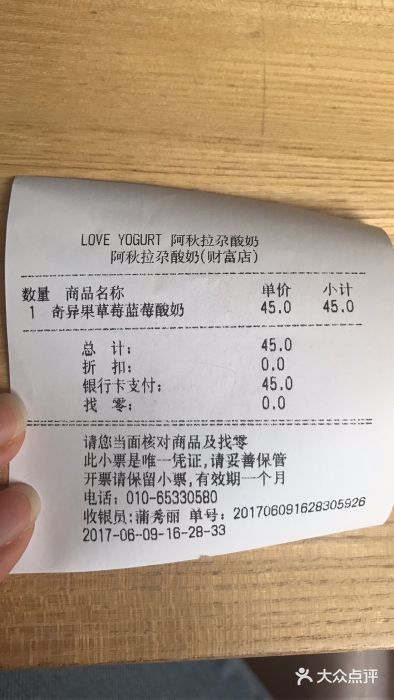 LOVE YOGURT 阿秋拉尕酸奶
阿秋拉尕酸奶(财富店)
数量 商品名称 单价 小计
1 奇异果草莓蓝莓酸奶 45.0 45.0
总 计: 45.0
折 扣: 0.0
银行卡支付: 45.0
找 零: 0.0
请您当面核对商品及找零
此小票是唯一凭证,请妥善保管
开票请保留小票,有效期一个月
电话: 010-65330580
收银员:蒲秀丽 单号: 201706091628305926
2017-06-09-16-28-33
大众点评